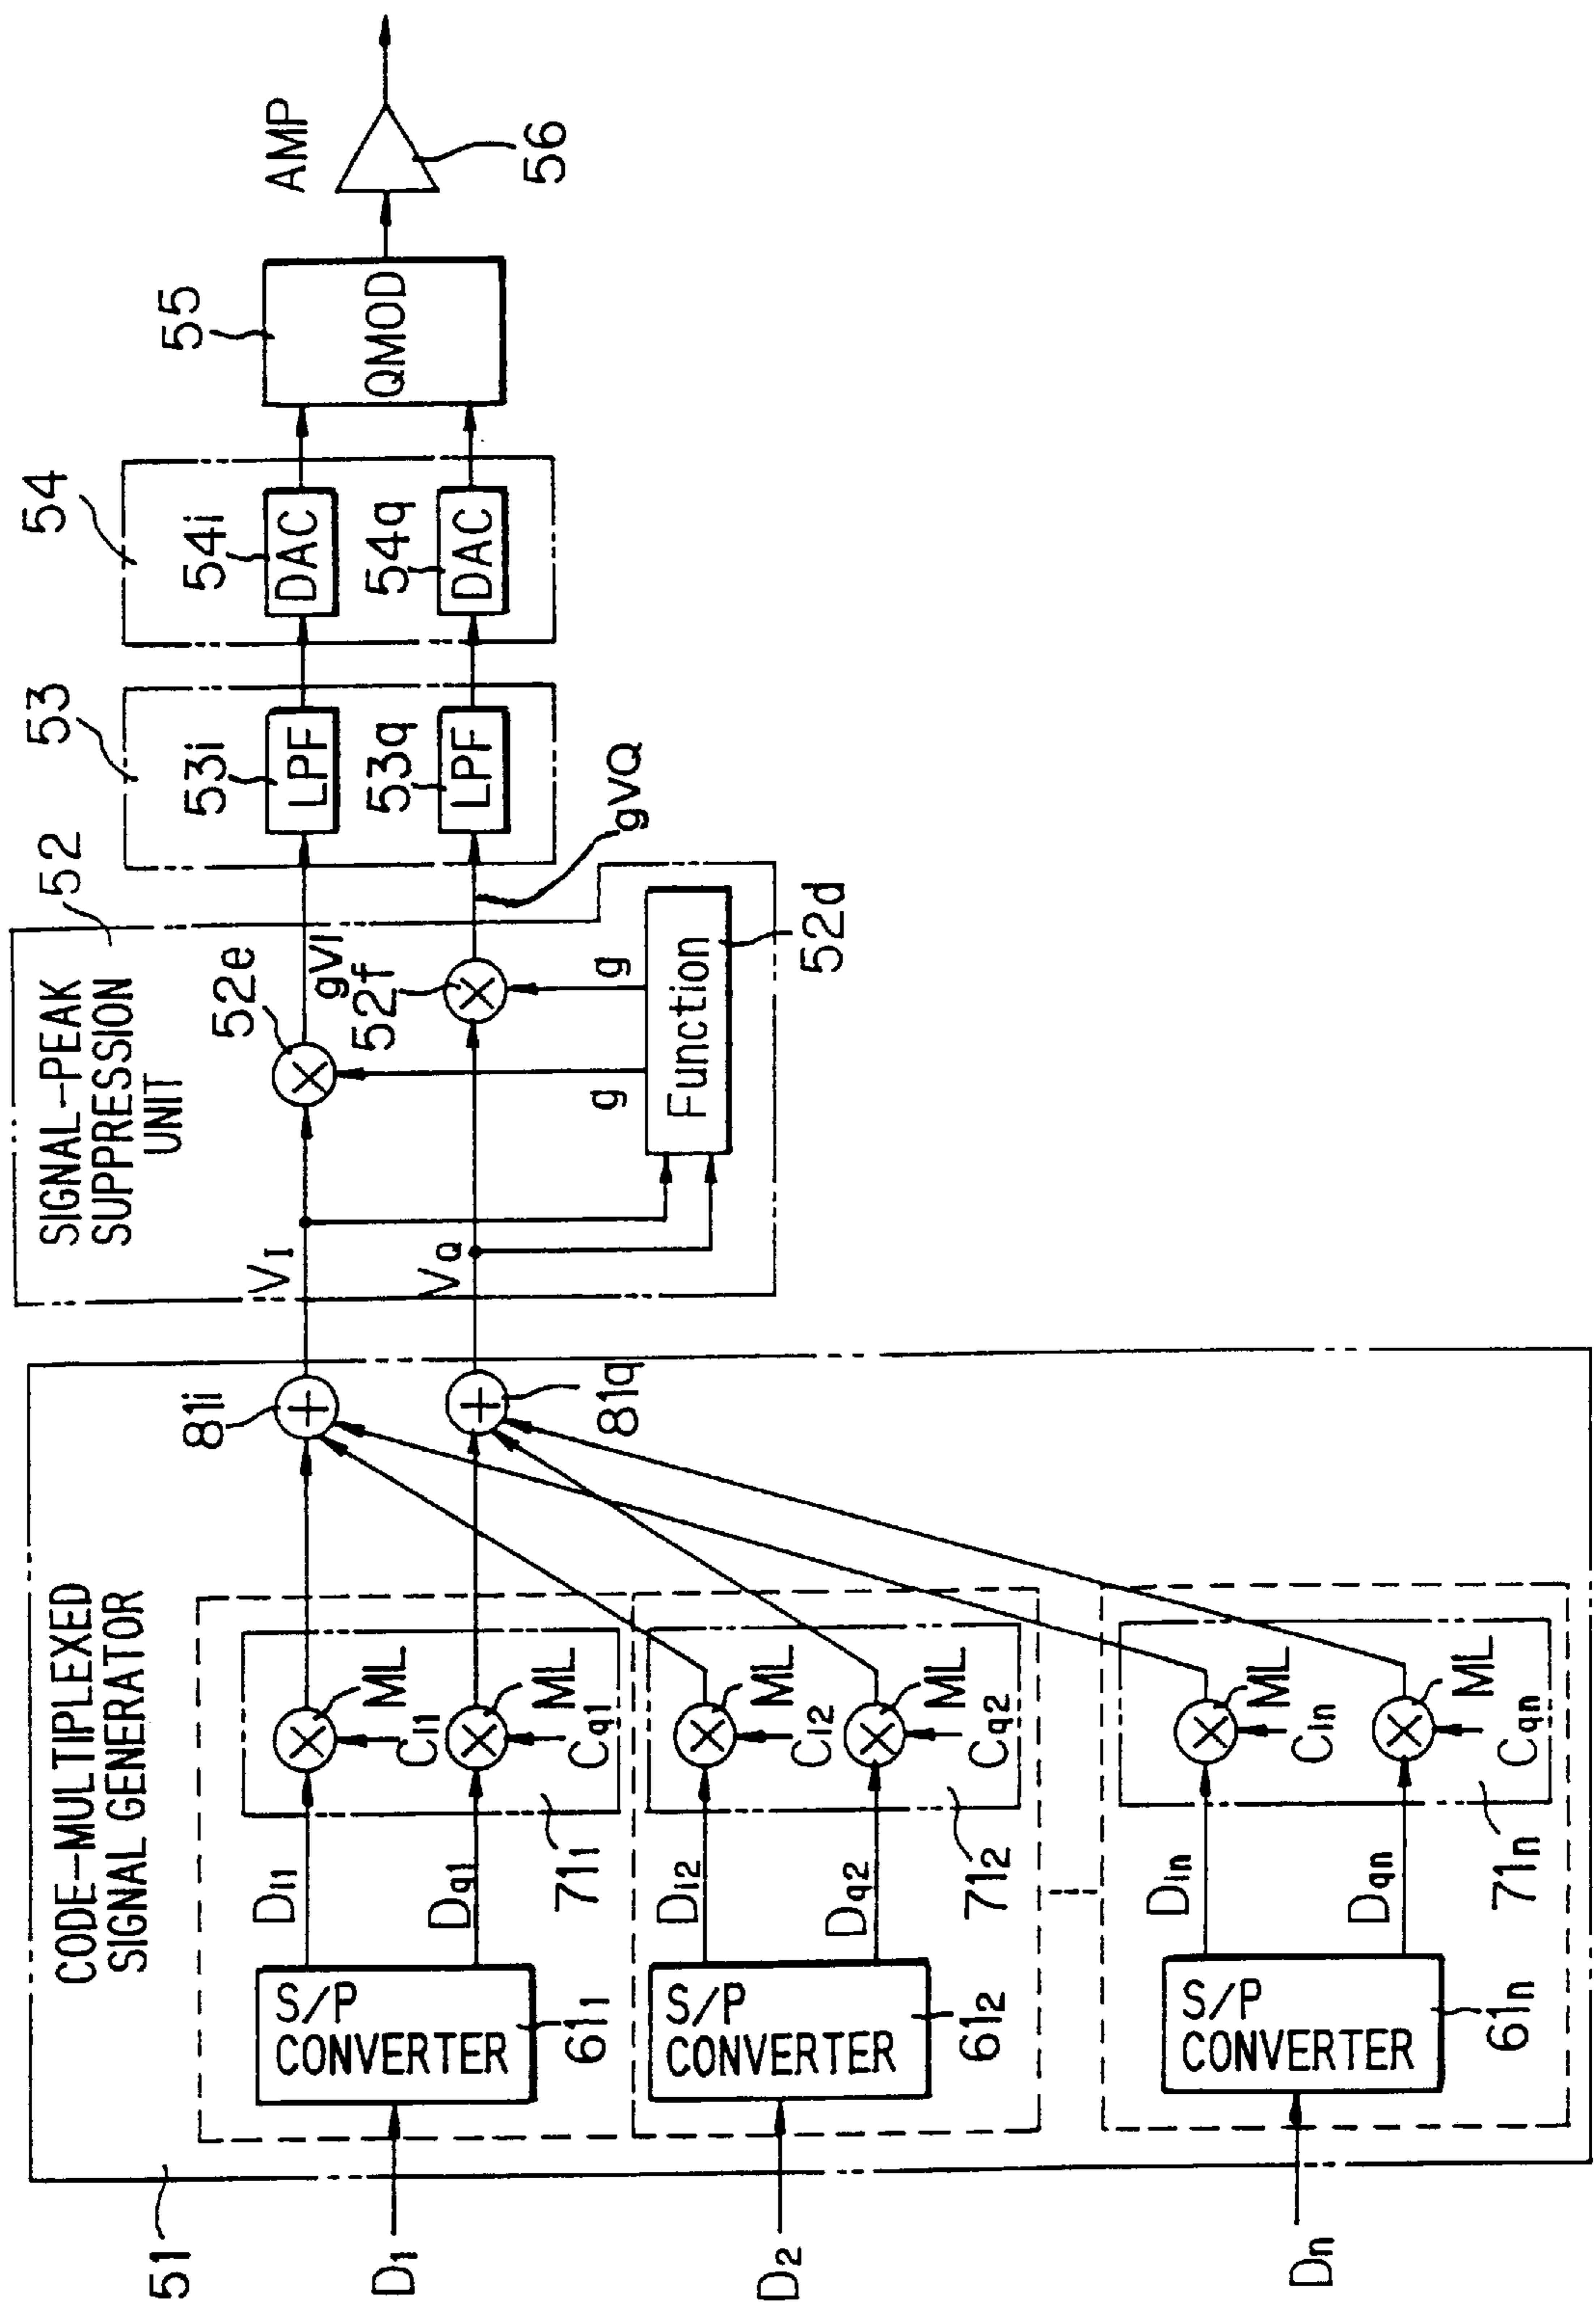 51
CODE-MULTIPLEXED
SIGNAL GENERATOR
D1
S/P
CONVERTER
611
Di1
Dq1
ML
Ci1
ML
Cq1
711
D2
S/P
CONVERTER
612
Di2
Dq2
ML
Ci2
ML
Cq2
712
Dn
S/P
CONVERTER
61n
Din
Dqn
ML
Cin
ML
Cqn
71n
81i
81q
SIGNAL-PEAK
SUPPRESSION
UNIT
52
VI
VQ
52e
gVI
52f
g
g
Function
52d
gVQ
53
53i
LPF
53q
LPF
54
54i
DAC
54q
DAC
55
QMOD
AMP
56